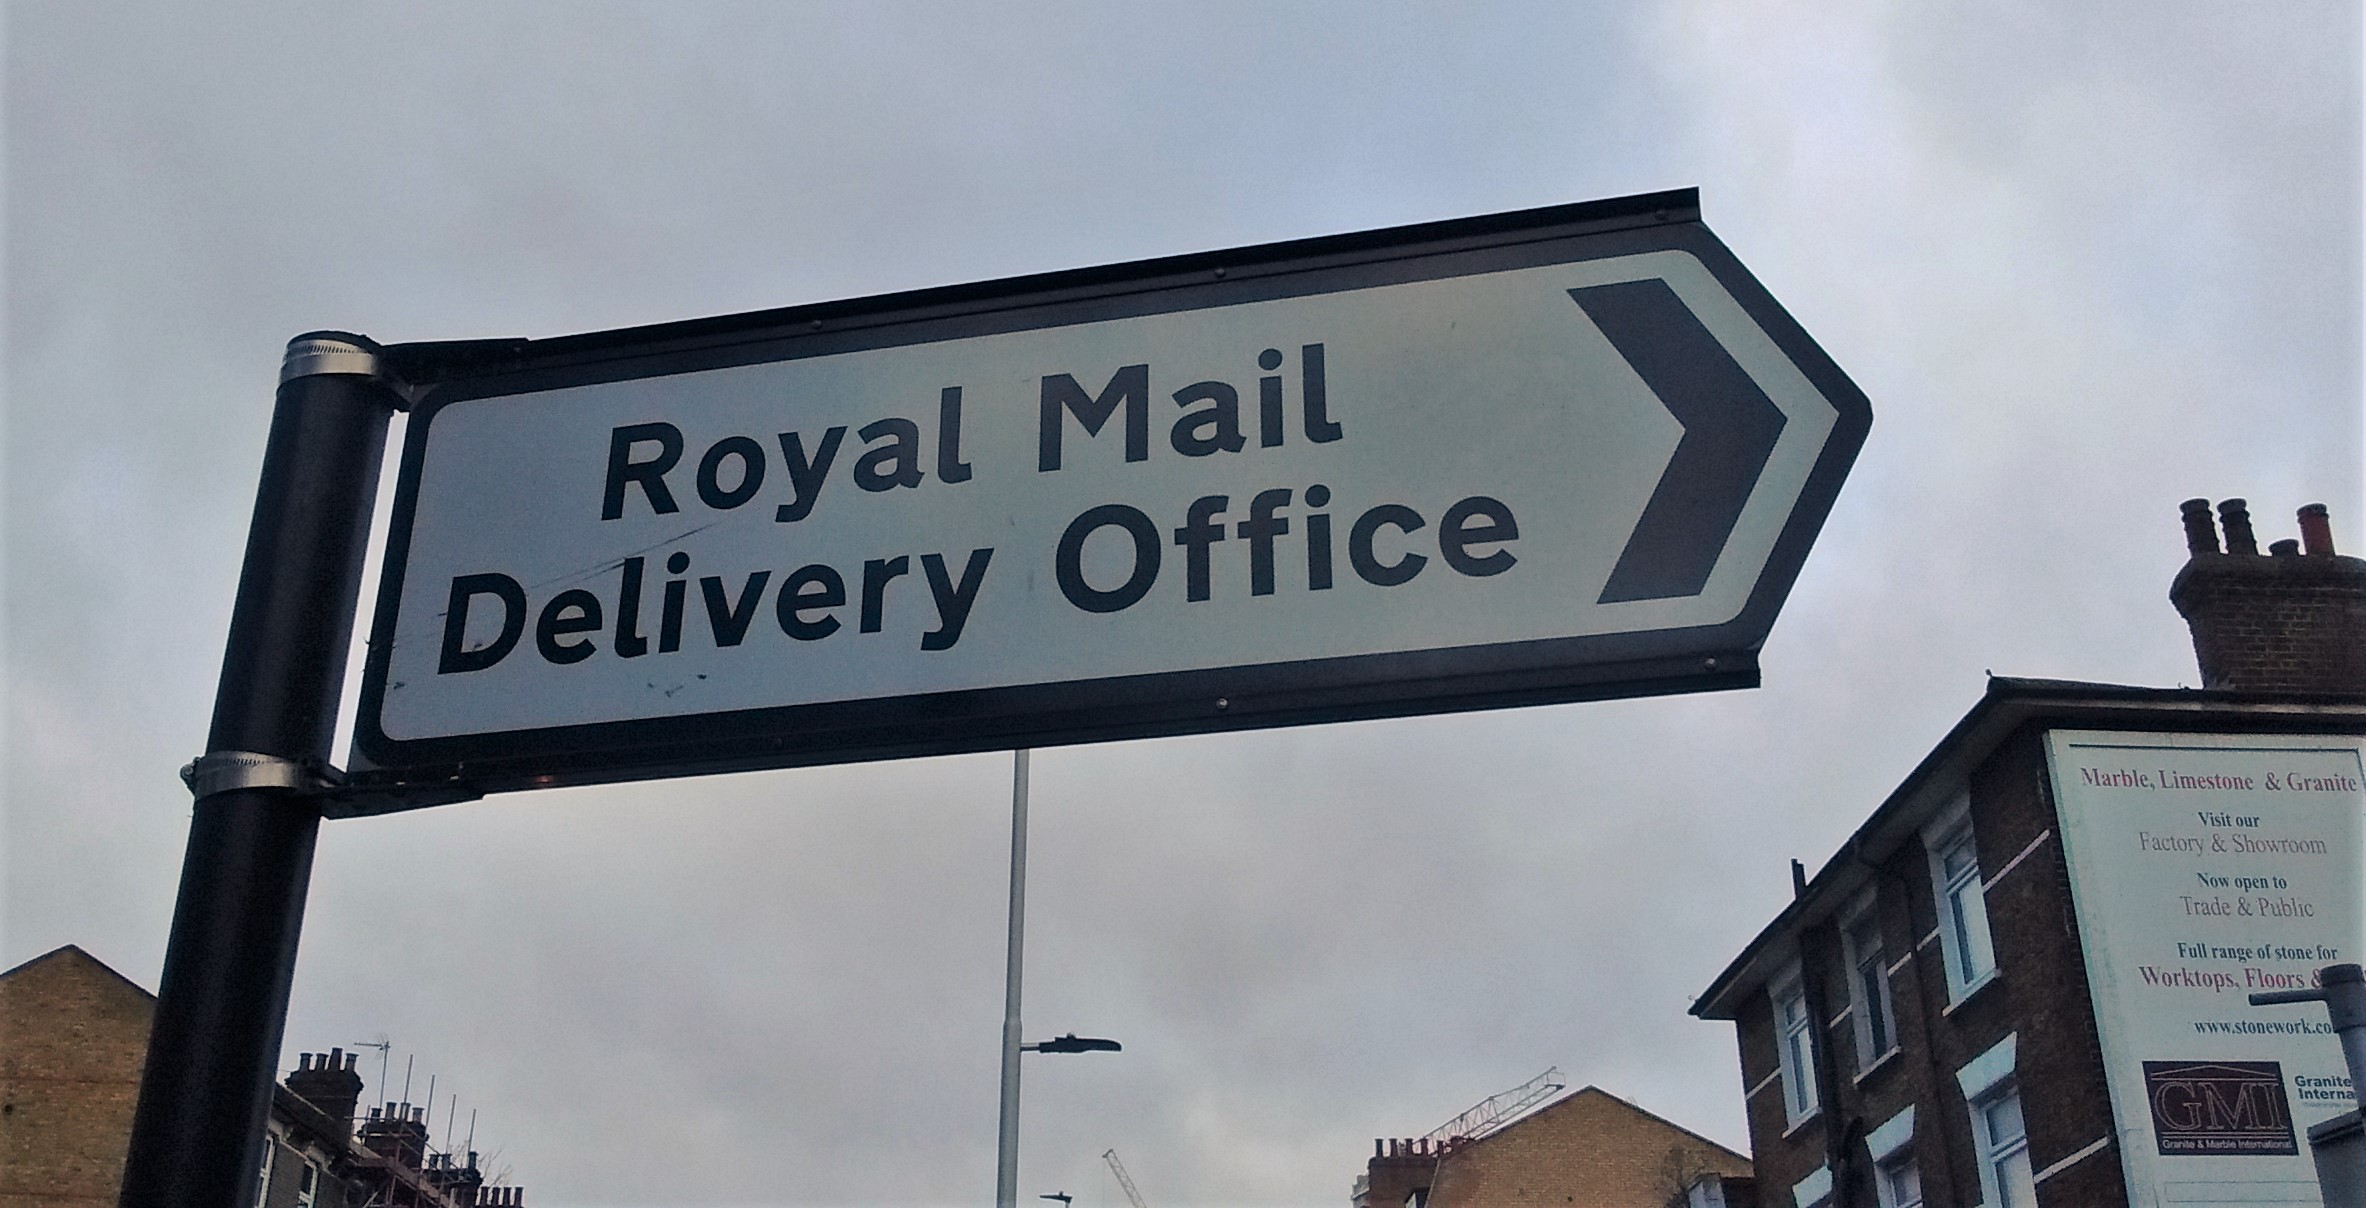 Royal Mail
Delivery Office
Marble, Limestone & Granite
Visit our
Factory & Showroom
Now open to
Trade & Public
Full range of stone for
Worktops, Floors &
www.stonework.co
GMI
Granite & Marble International
Granite
Interna